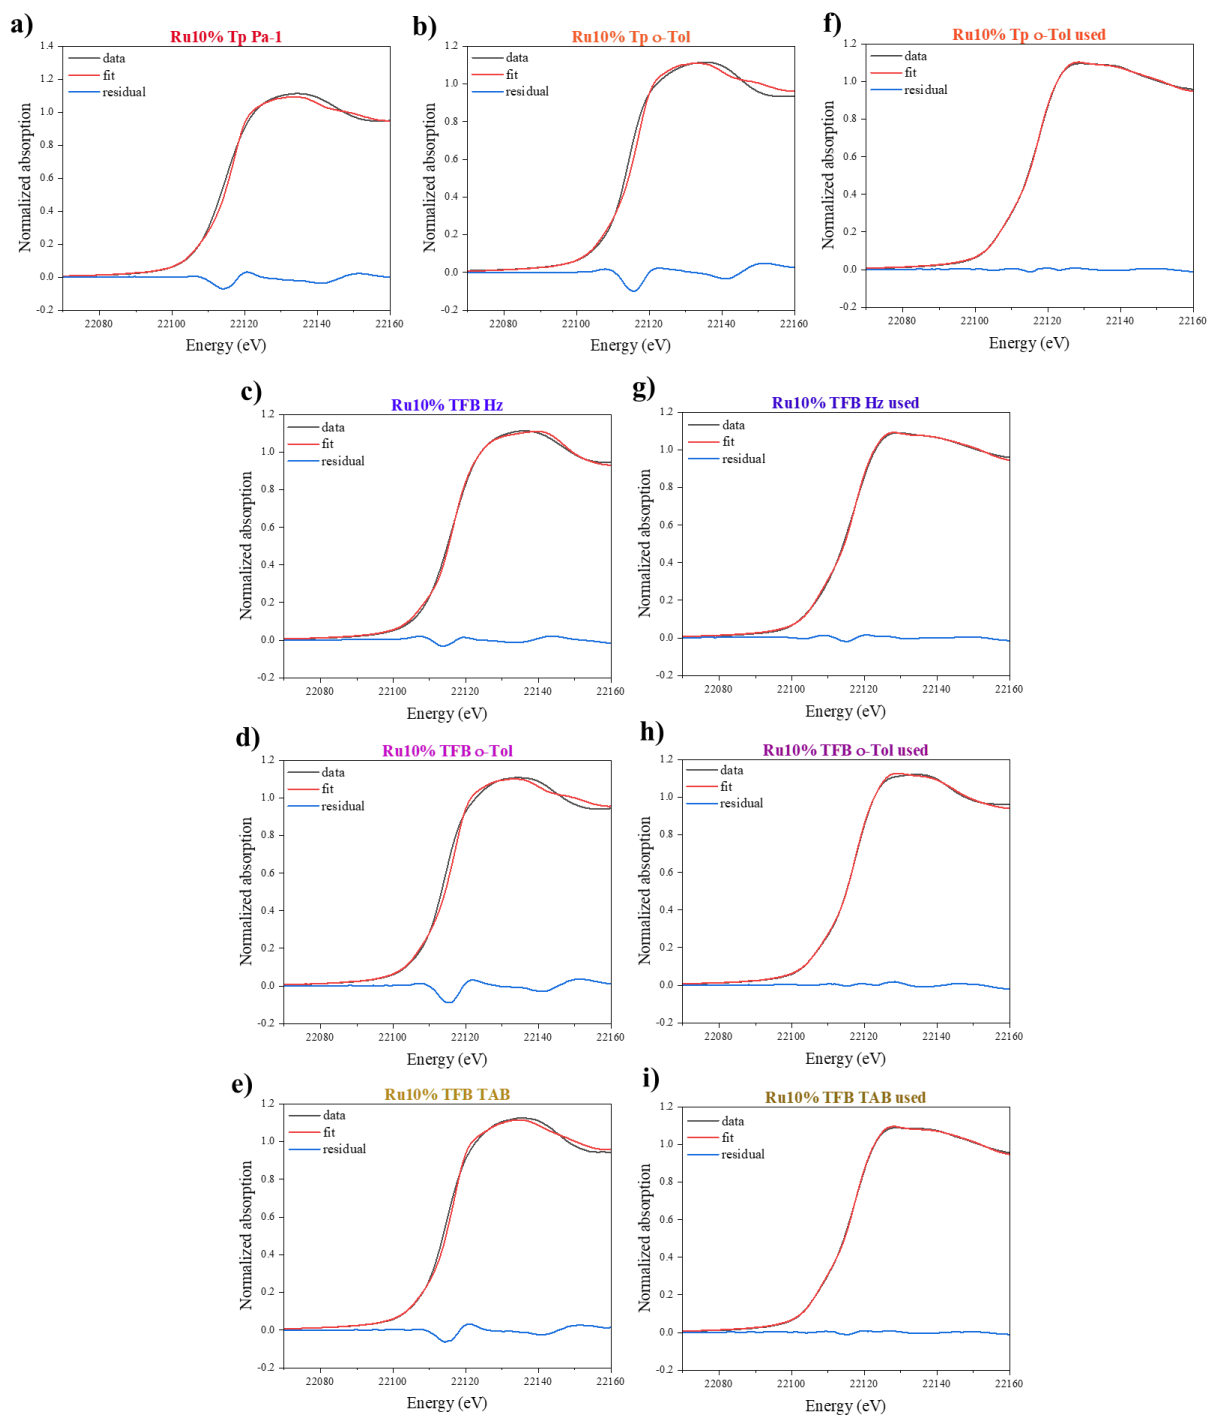 a)
Ru10% Tp Pa-1
data
fit
residual
1.4
1.2
1.0
0.8
0.6
0.4
0.2
0.0
-0.2
Normalized absorption
22080 22100 22120 22140 22160
Energy (eV)
b)
Ru10% Tp o-Tol
data
fit
residual
1.2
1.0
0.8
0.6
0.4
0.2
0.0
-0.2
Normalized absorption
22080 22100 22120 22140 22160
Energy (eV)
f)
Ru10% Tp o-Tol used
data
fit
residual
1.2
1.0
0.8
0.6
0.4
0.2
0.0
-0.2
Normalized absorption
22080 22100 22120 22140 22160
Energy (eV)
c)
Ru10% TFB Hz
data
fit
residual
1.2
1.0
0.8
0.6
0.4
0.2
0.0
-0.2
Normalized absorption
22080 22100 22120 22140 22160
Energy (eV)
g)
Ru10% TFB Hz used
data
fit
residual
1.2
1.0
0.8
0.6
0.4
0.2
0.0
-0.2
Normalized absorption
22080 22100 22120 22140 22160
Energy (eV)
d)
Ru10% TFB o-Tol
data
fit
residual
1.2
1.0
0.8
0.6
0.4
0.2
0.0
-0.2
Normalized absorption
22080 22100 22120 22140 22160
Energy (eV)
h)
Ru10% TFB o-Tol used
data
fit
residual
1.2
1.0
0.8
0.6
0.4
0.2
0.0
-0.2
Normalized absorption
22080 22100 22120 22140 22160
Energy (eV)
e)
Ru10% TFB TAB
data
fit
residual
1.2
1.0
0.8
0.6
0.4
0.2
0.0
-0.2
Normalized absorption
22080 22100 22120 22140 22160
Energy (eV)
i)
Ru10% TFB TAB used
data
fit
residual
1.2
1.0
0.8
0.6
0.4
0.2
0.0
-0.2
Normalized absorption
22080 22100 22120 22140 22160
Energy (eV)